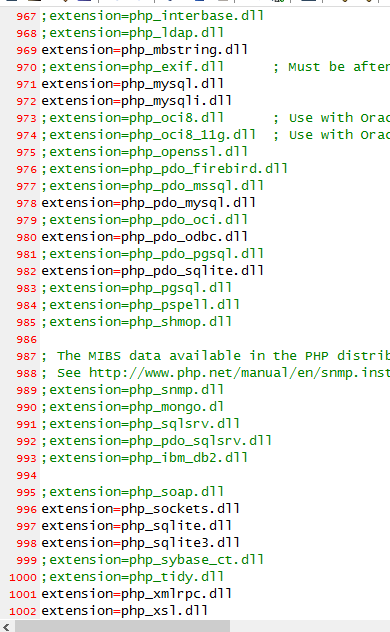 967 ;extension=php_interbase.dll
968 ;extension=php_ldap.dll
969 extension=php_mbstring.dll
970 ;extension=php_exif.dll ; Must be after
971 extension=php_mysql.dll
972 extension=php_mysqli.dll
973 ;extension=php_oci8.dll ; Use with Orac
974 ;extension=php_oci8_11g.dll ; Use with Orac
975 ;extension=php_openssl.dll
976 ;extension=php_pdo_firebird.dll
977 ;extension=php_pdo_mssql.dll
978 extension=php_pdo_mysql.dll
979 ;extension=php_pdo_oci.dll
980 extension=php_pdo_odbc.dll
981 ;extension=php_pdo_pgsql.dll
982 extension=php_pdo_sqlite.dll
983 ;extension=php_pgsql.dll
984 ;extension=php_pspell.dll
985 ;extension=php_shmop.dll
986
987 ; The MIBS data available in the PHP distrib
988 ; See http://www.php.net/manual/en/snmp.inst
989 ;extension=php_snmp.dll
990 ;extension=php_mongo.dl
991 ;extension=php_sqlsrv.dll
992 ;extension=php_pdo_sqlsrv.dll
993 ;extension=php_ibm_db2.dll
994
995 ;extension=php_soap.dll
996 extension=php_sockets.dll
997 extension=php_sqlite.dll
998 extension=php_sqlite3.dll
999 ;extension=php_sybase_ct.dll
1000 ;extension=php_tidy.dll
1001 extension=php_xmlrpc.dll
1002 extension=php_xsl.dll